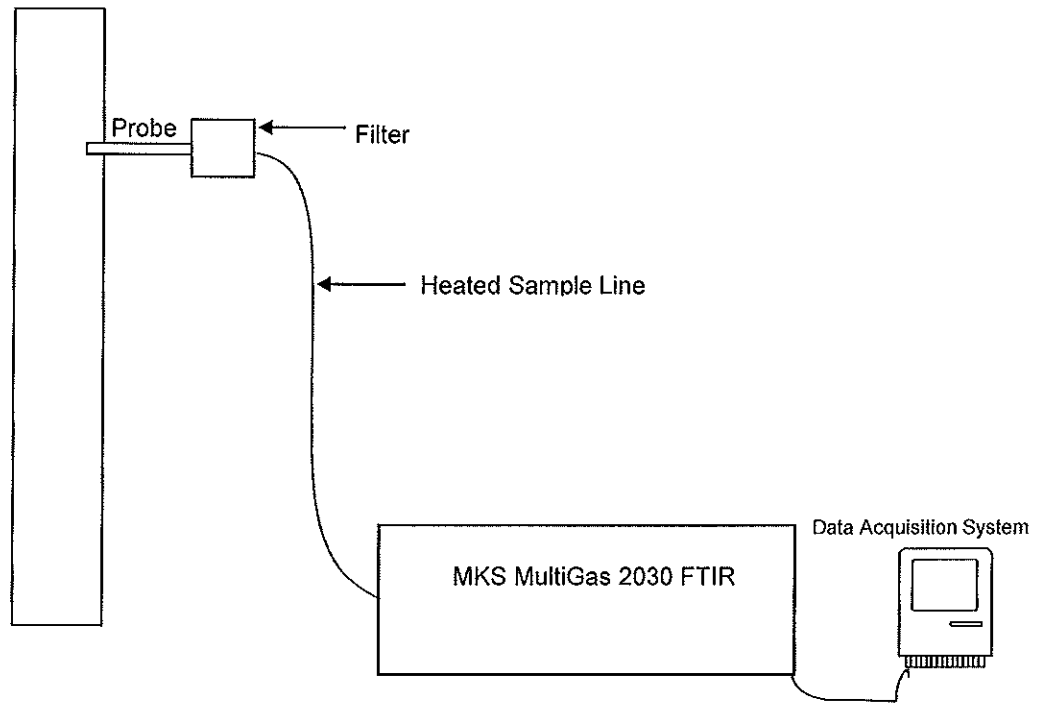 Probe
Filter
Heated Sample Line
MKS MultiGas 2030 FTIR
Data Acquisition System